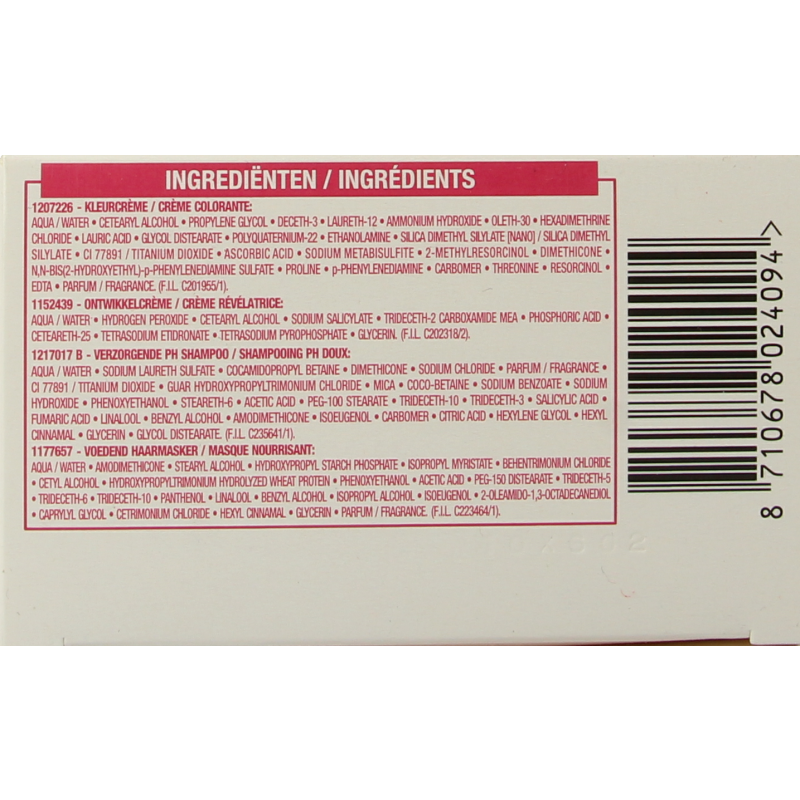 INGREDIËNTEN / INGRÉDIENTS
1207226 - KLEURCRÈME / CRÈME COLORANTE:
AQUA / WATER • CETEARYL ALCOHOL • PROPYLENE GLYCOL • DECETH-3 • LAURETH-12 • AMMONIUM HYDROXIDE • OLETH-30 • HEXADIMETHRINE
CHLORIDE • LAURIC ACID • GLYCOL DISTEARATE • POLYQUATERNIUM-22 • ETHANOLAMINE • SILICA DIMETHYL SILYLATE [NANO] / SILICA DIMETHYL
SILYLATE • CI 77891 / TITANIUM DIOXIDE • ASCORBIC ACID • SODIUM METABISULFITE • 2-METHYLRESORCINOL • DIMETHICONE •
N,N-BIS(2-HYDROXYETHYL)-p-PHENYLENEDIAMINE SULFATE • PROLINE • p-PHENYLENEDIAMINE • CARBOMER • THREONINE • RESORCINOL •
EDTA • PARFUM / FRAGRANCE. (F.I.L. C201955/1).
1152439 - ONTWIKKELCRÈME / CRÈME RÉVÉLATRICE:
AQUA / WATER • HYDROGEN PEROXIDE • CETEARYL ALCOHOL • SODIUM SALICYLATE • TRIDECETH-2 CARBOXAMIDE MEA • PHOSPHORIC ACID •
CETEARETH-25 • TETRASODIUM ETIDRONATE • TETRASODIUM PYROPHOSPHATE • GLYCERIN. (F.I.L. C202318/2).
1217017 B - VERZORGENDE PH SHAMPOO / SHAMPOOING PH DOUX:
AQUA / WATER • SODIUM LAURETH SULFATE • COCAMIDOPROPYL BETAINE • DIMETHICONE • SODIUM CHLORIDE • PARFUM / FRAGRANCE •
CI 77891 / TITANIUM DIOXIDE • GUAR HYDROXYPROPYLTRIMONIUM CHLORIDE • MICA • COCO-BETAINE • SODIUM BENZOATE • SODIUM
HYDROXIDE • PHENOXYETHANOL • STEARETH-6 • ACETIC ACID • PEG-100 STEARATE • TRIDECETH-10 • TRIDECETH-3 • SALICYLIC ACID •
FUMARIC ACID • LINALOOL • BENZYL ALCOHOL • AMODIMETHICONE • ISOEUGENOL • CARBOMER • CITRIC ACID • HEXYLENE GLYCOL • HEXYL
CINNAMAL • GLYCERIN • GLYCOL DISTEARATE. (F.I.L. C235641/1).
1177657 - VOEDEND HAARMASKER / MASQUE NOURRISANT:
AQUA / WATER • AMODIMETHICONE • STEARYL ALCOHOL • HYDROXYPROPYL STARCH PHOSPHATE • ISOPROPYL MYRISTATE • BEHENTRIMONIUM CHLORIDE
• CETYL ALCOHOL • HYDROXYPROPYLTRIMONIUM HYDROLYZED WHEAT PROTEIN • PHENOXYETHANOL • ACETIC ACID • PEG-150 DISTEARATE • TRIDECETH-5
• TRIDECETH-6 • TRIDECETH-10 • PANTHENOL • LINALOOL • BENZYL ALCOHOL • ISOPROPYL ALCOHOL • ISOEUGENOL • 2-OLEAMIDO-1,3-OCTADECANEDIOL
• CAPRYLYL GLYCOL • CETRIMONIUM CHLORIDE • HEXYL CINNAMAL • GLYCERIN • PARFUM / FRAGRANCE. (F.I.L. C223464/1).
8 710678 024094 >